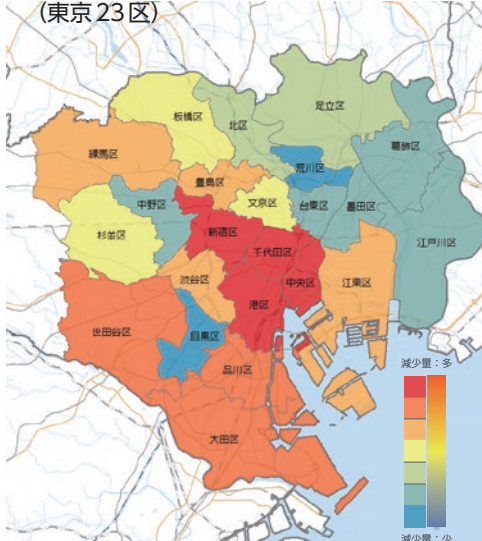 (東京23区)
足立区
板橋区
北区
葛飾区
練馬区
荒川区
豊島区
文京区
台東区
墨田区
中野区
新宿区
杉並区
千代田区
江戸川区
渋谷区
中央区
江東区
港区
世田谷区
目黒区
品川区
大田区
減少量：多
減少量：少